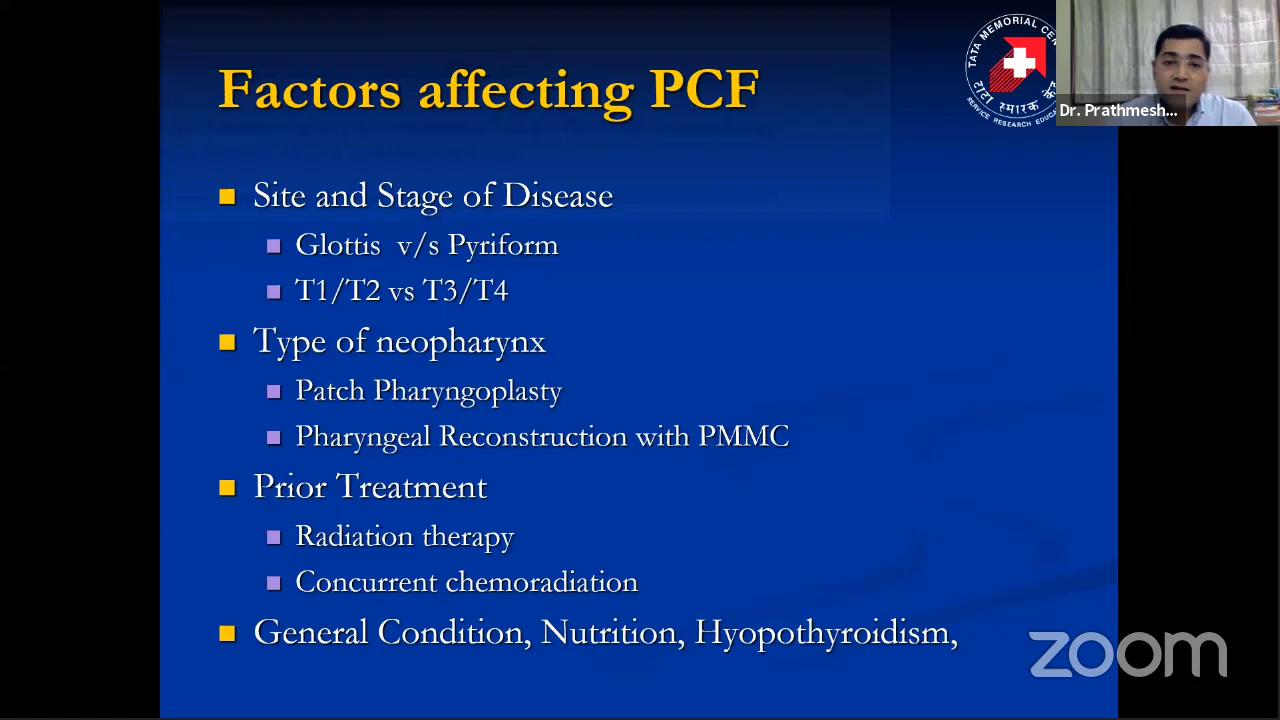 Factors affecting PCF
TATA MEMORIAL CEN
टाटा स्मारक केन
SERVICE RESEARCH EDUCA
Dr. Prathmesh...
Site and Stage of Disease
Glottis v/s Pyriform
T1/T2 vs T3/T4
Type of neopharynx
Patch Pharyngoplasty
Pharyngeal Reconstruction with PMMC
Prior Treatment
Radiation therapy
Concurrent chemoradiation
General Condition, Nutrition, Hyopothyroidism,
zoom